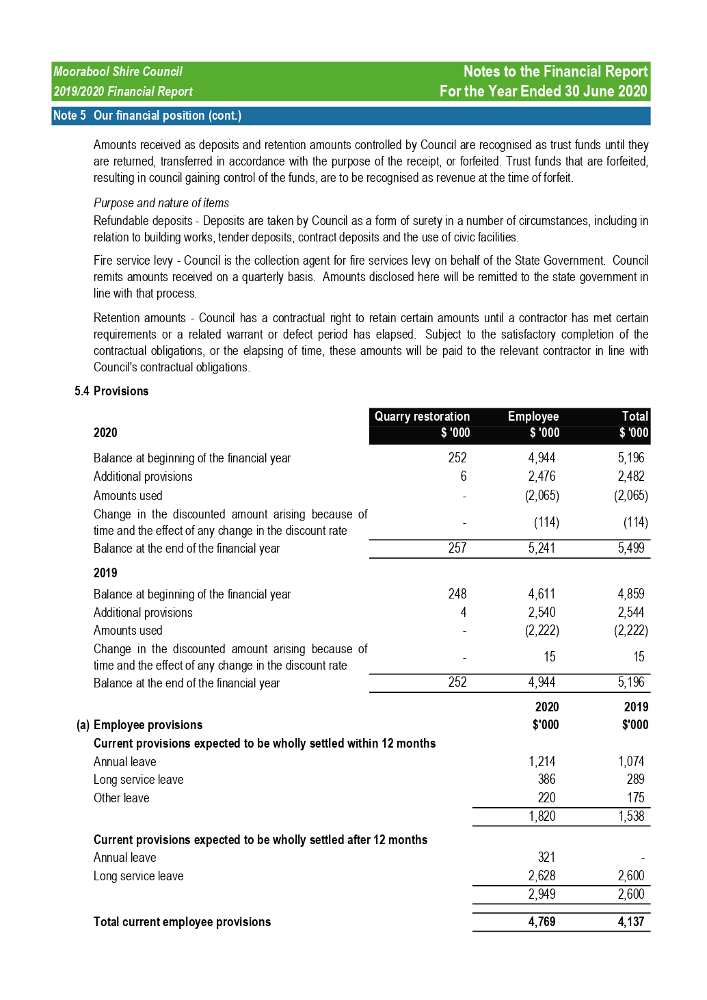 Moorabool Shire Council Notes to the Financial Report
2019/2020 Financial Report For the Year Ended 30 June 2020
Note 5 Our financial position (cont.)
Amounts received as deposits and retention amounts controlled by Council are recognised as trust funds until they
are returned, transferred in accordance with the purpose of the receipt, or forfeited. Trust funds that are forfeited,
resulting in council gaining control of the funds, are to be recognised as revenue at the time of forfeit.
Purpose and nature of items
Refundable deposits - Deposits are taken by Council as a form of surety in a number of circumstances, including in
relation to building works, tender deposits, contract deposits and the use of civic facilities.
Fire service levy - Council is the collection agent for fire services levy on behalf of the State Government. Council
remits amounts received on a quarterly basis. Amounts disclosed here will be remitted to the state government in
line with that process.
Retention amounts - Council has a contractual right to retain certain amounts until a contractor has met certain
requirements or a related warrant or defect period has elapsed. Subject to the satisfactory completion of the
contractual obligations, or the elapsing of time, these amounts will be paid to the relevant contractor in line with
Council's contractual obligations.
5.4 Provisions
Quarry restoration Employee Total
2020 $ '000 $ '000 $ '000
Balance at beginning of the financial year 252 4,944 5,196
Additional provisions 6 2,476 2,482
Amounts used - (2,065) (2,065)
Change in the discounted amount arising because of
time and the effect of any change in the discount rate - (114) (114)
Balance at the end of the financial year 257 5,241 5,499
2019
Balance at beginning of the financial year 248 4,611 4,859
Additional provisions 4 2,540 2,544
Amounts used - (2,222) (2,222)
Change in the discounted amount arising because of
time and the effect of any change in the discount rate - 15 15
Balance at the end of the financial year 252 4,944 5,196
2020 2019
(a) Employee provisions $'000 $'000
Current provisions expected to be wholly settled within 12 months
Annual leave 1,214 1,074
Long service leave 386 289
Other leave 220 175
1,820 1,538
Current provisions expected to be wholly settled after 12 months
Annual leave 321 -
Long service leave 2,628 2,600
2,949 2,600
Total current employee provisions 4,769 4,137